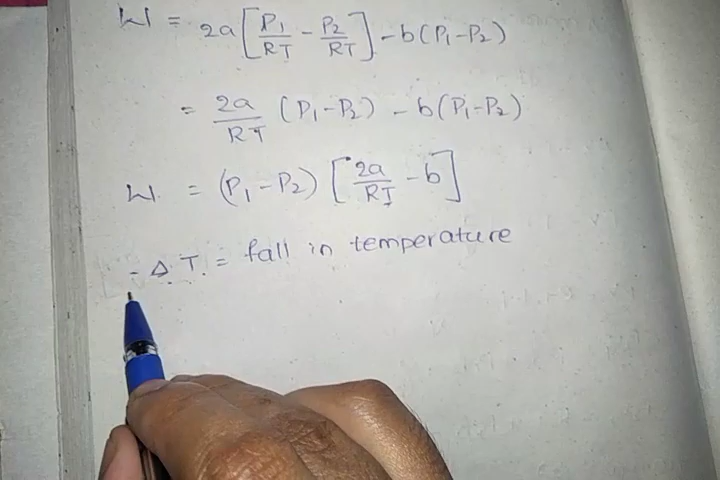 W = 2a[P₁/RT - P₂/RT] - b(P₁-P₂)
= 2a/RT (P₁-P₂) - b(P₁-P₂)
W = (P₁-P₂) [2a/RT - b]
-Δ T. = fall in temperature